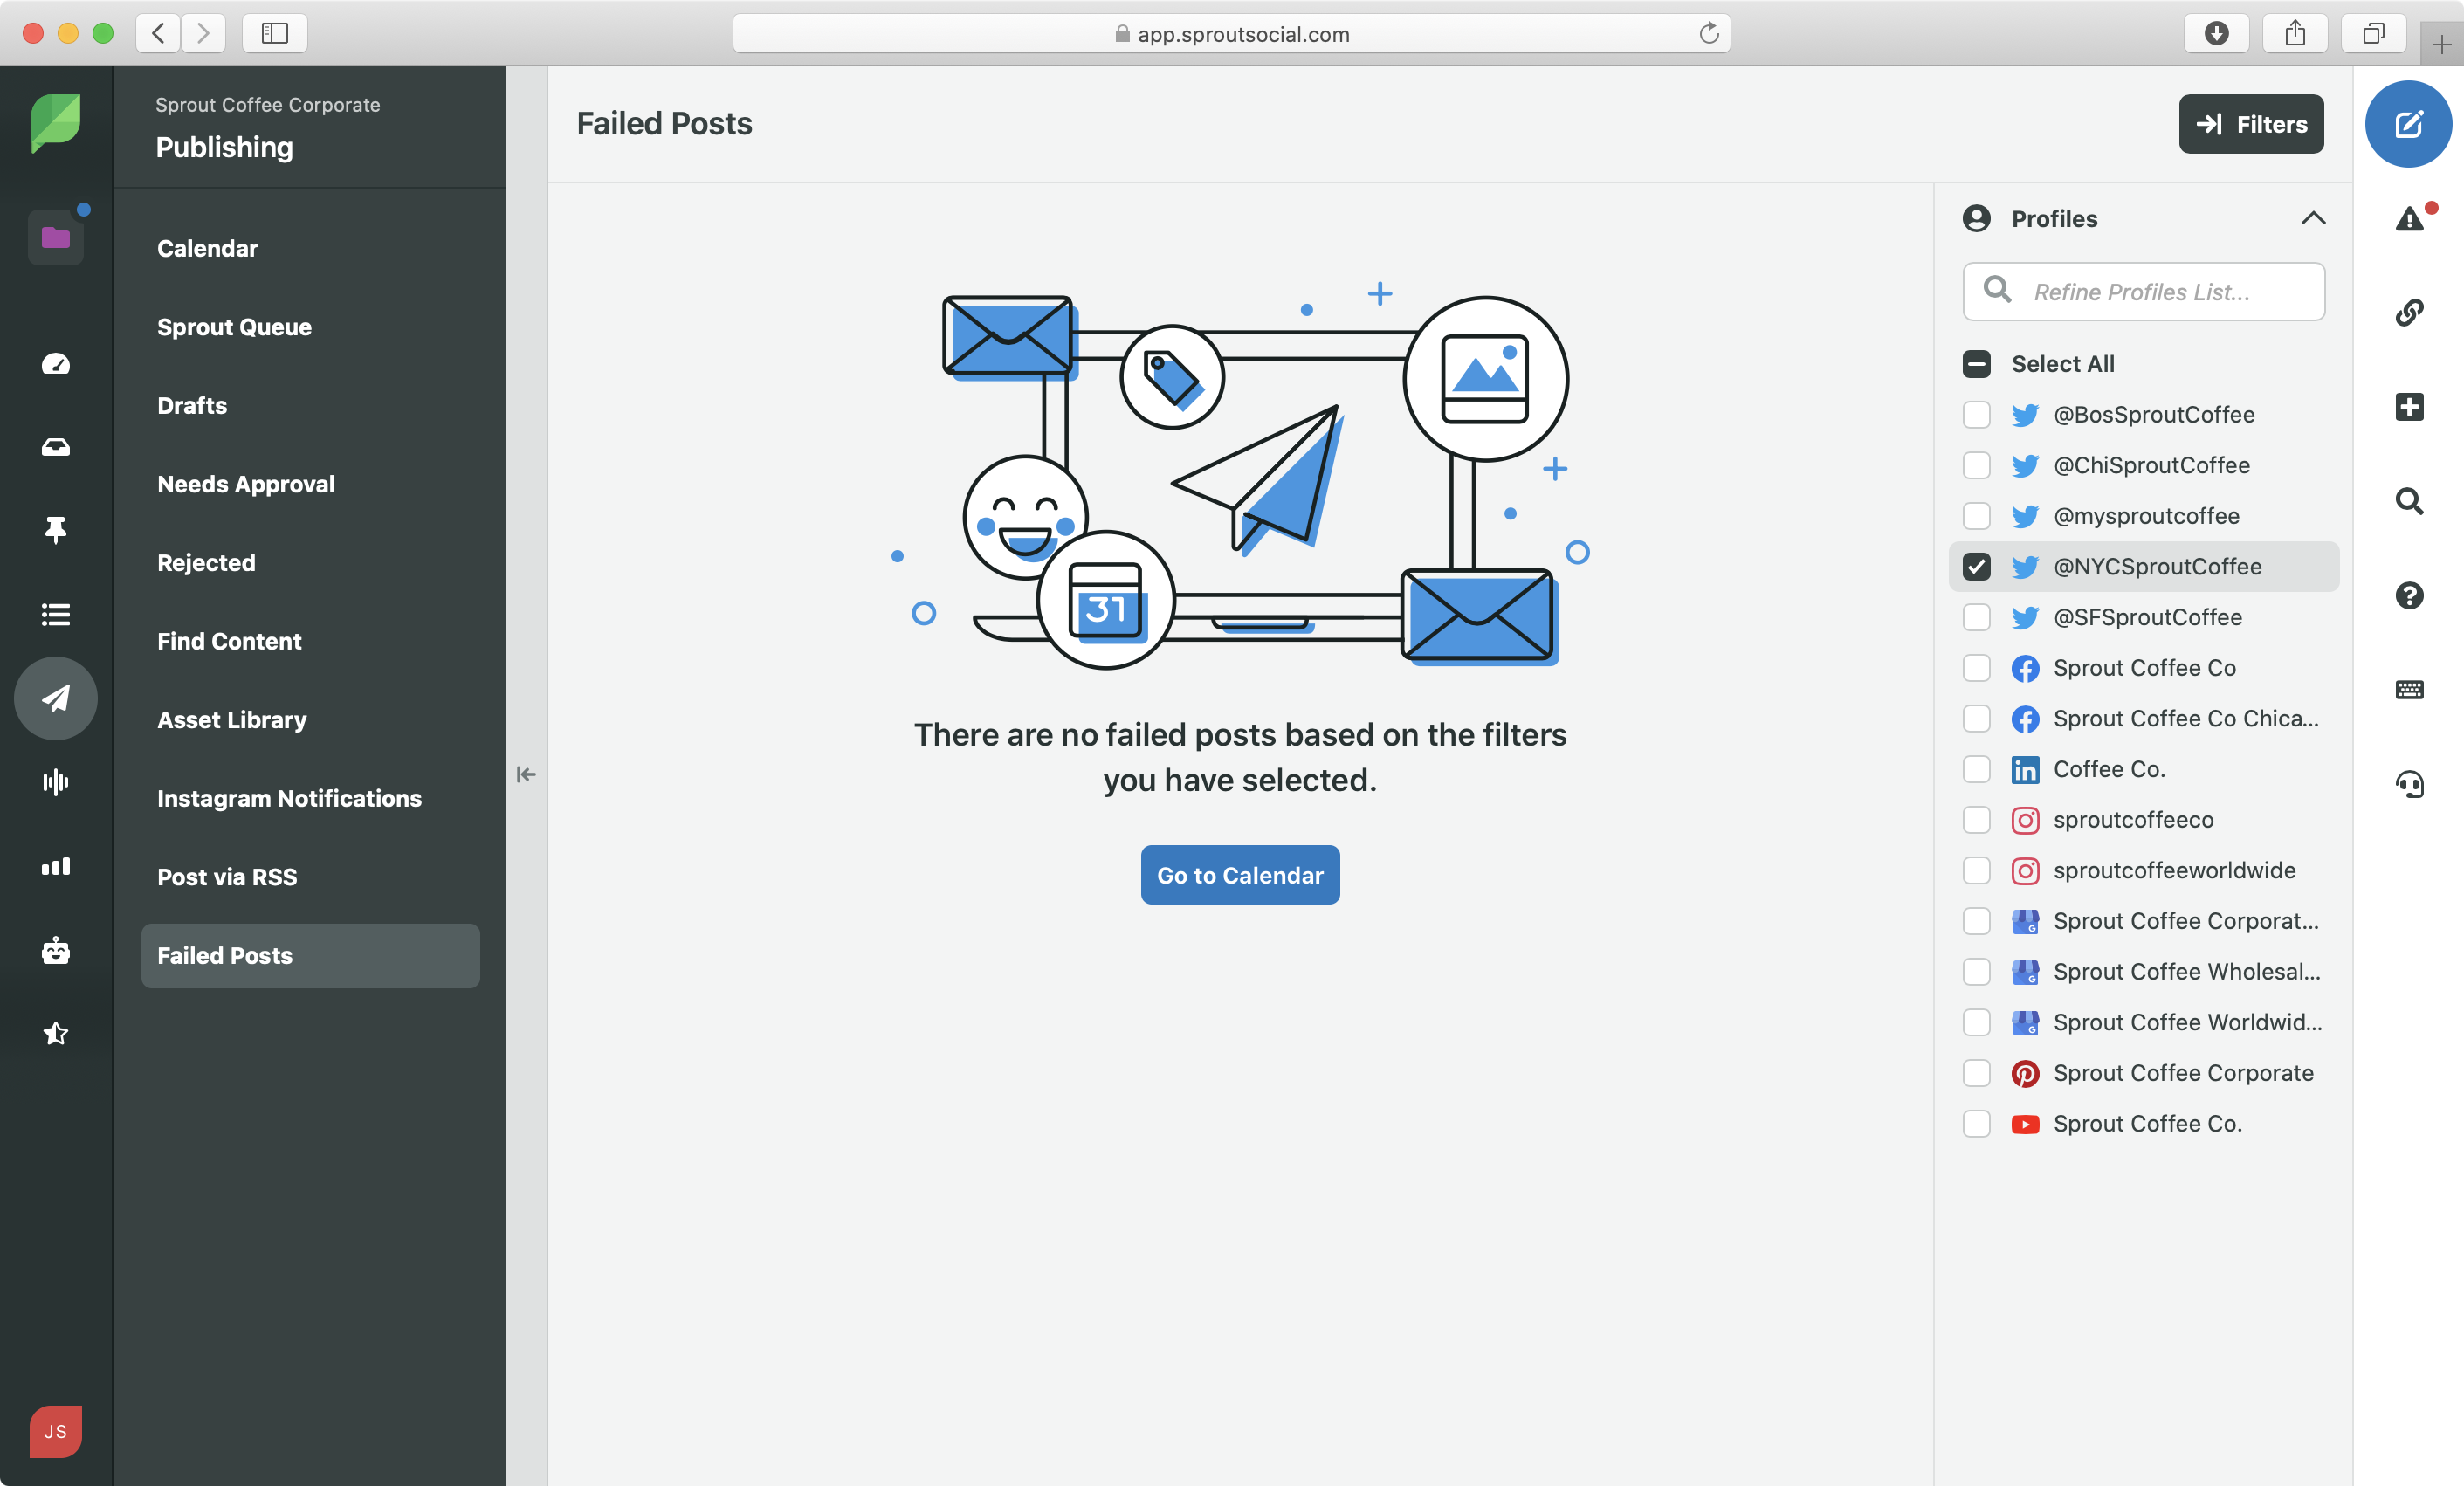 app.sproutsocial.com
Sprout Coffee Corporate
Publishing
Calendar
Sprout Queue
Drafts
Needs Approval
Rejected
Find Content
Asset Library
Instagram Notifications
Post via RSS
Failed Posts
JS
Failed Posts
Filters
31
There are no failed posts based on the filters
you have selected.
Go to Calendar
Profiles
Refine Profiles List...
Select All
@BosSproutCoffee
@ChiSproutCoffee
@mysproutcoffee
@NYCSproutCoffee
@SFSproutCoffee
Sprout Coffee Co
Sprout Coffee Co Chica...
Coffee Co.
sproutcoffeeco
sproutcoffeeworldwide
Sprout Coffee Corporat...
Sprout Coffee Wholesal...
Sprout Coffee Worldwid...
Sprout Coffee Corporate
Sprout Coffee Co.